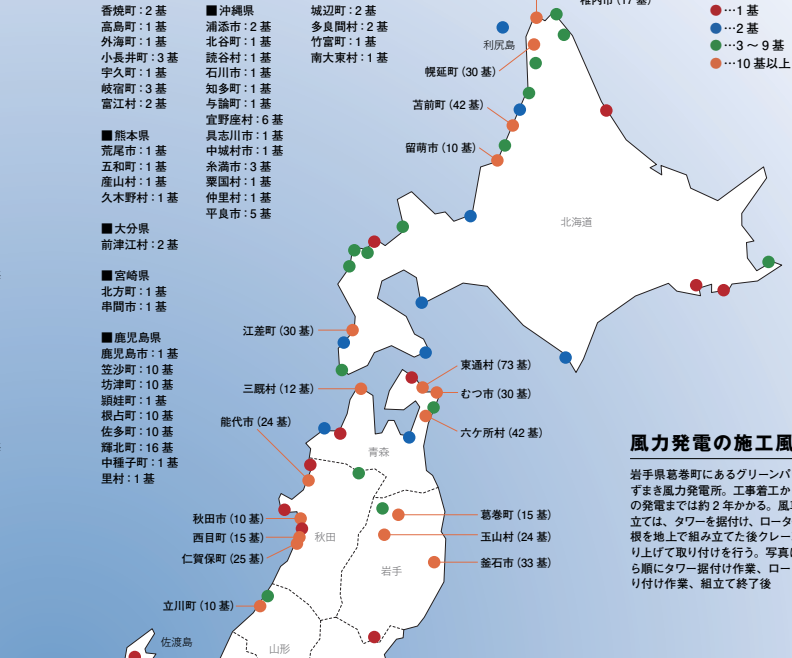 香焼町：2 基
高島町：1 基
外海町：1 基
小長井町：3 基
宇久町：1 基
岐宿町：3 基
富江町：2 基
■熊本県
荒尾市：1 基
五和町：1 基
産山村：1 基
久木野村：1 基
■大分県
前津江村：2 基
■宮崎県
北方町：1 基
串間市：1 基
■鹿児島県
鹿児島市：1 基
笠沙町：10 基
坊津町：10 基
頴娃町：1 基
根占町：10 基
佐多町：10 基
輝北町：16 基
中種子町：1 基
里村：1 基
■沖縄県
浦添市：2 基
北谷町：1 基
読谷村：1 基
石川市：1 基
知多町：1 基
与論町：1 基
宜野座村：6 基
具志川市：1 基
中城村市：1 基
糸満市：3 基
粟国村：1 基
仲里村：1 基
平良市：5 基
城辺町：2 基
多良間村：2 基
竹富町：1 基
南大東村：1 基
稚内市（17 基）
利尻島
幌延町（30 基）
苫前町（42 基）
留萌市（10 基）
北海道
…1 基
…2 基
…3 〜 9 基
…10 基以上
江差町（30 基）
三厩村（12 基）
能代市（24 基）
東通村（73 基）
むつ市（30 基）
六ケ所村（42 基）
青森
秋田市（10 基）
西目町（15 基）
仁賀保町（25 基）
秋田
葛巻町（15 基）
玉山村（24 基）
釜石市（33 基）
岩手
立川町（10 基）
佐渡島
山形
風力発電の施工風
岩手県葛巻町にあるグリーンパ
ずまき風力発電所。工事着工か
の発電までは約 2 年かかる。風車
立ては、タワーを据付け、ロータ
根を地上で組み立てた後クレー
り上げて取り付けを行う。写真は
ら順にタワー据付け作業、ロー
り付け作業、組立て終了後